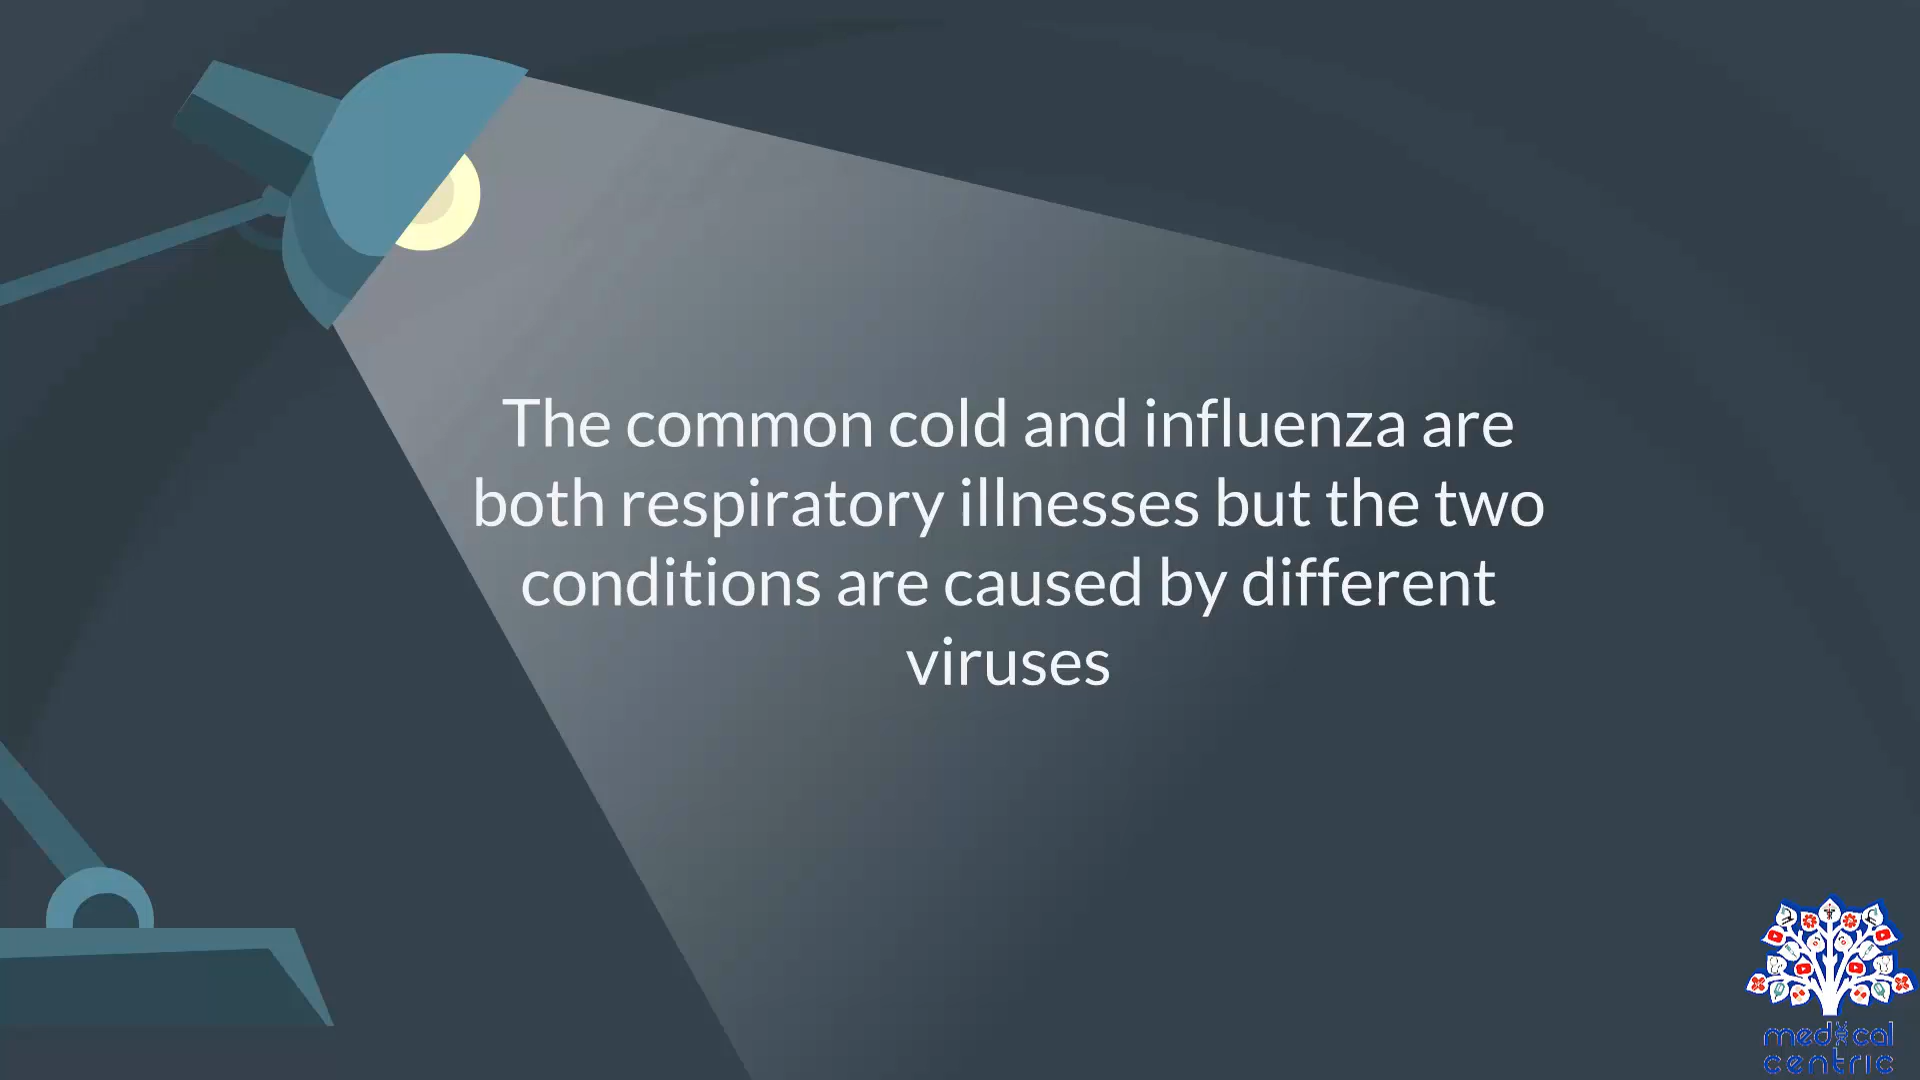 The common cold and influenza are
both respiratory illnesses but the two
conditions are caused by different
viruses
medical
centric